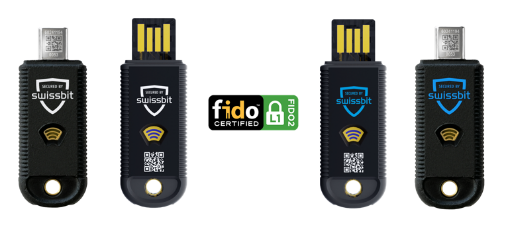 SECURED BY
swissbit
SECURED BY
swissbit
fido
CERTIFIED
FIDO2
SECURED BY
swissbit
SECURED BY
swissbit